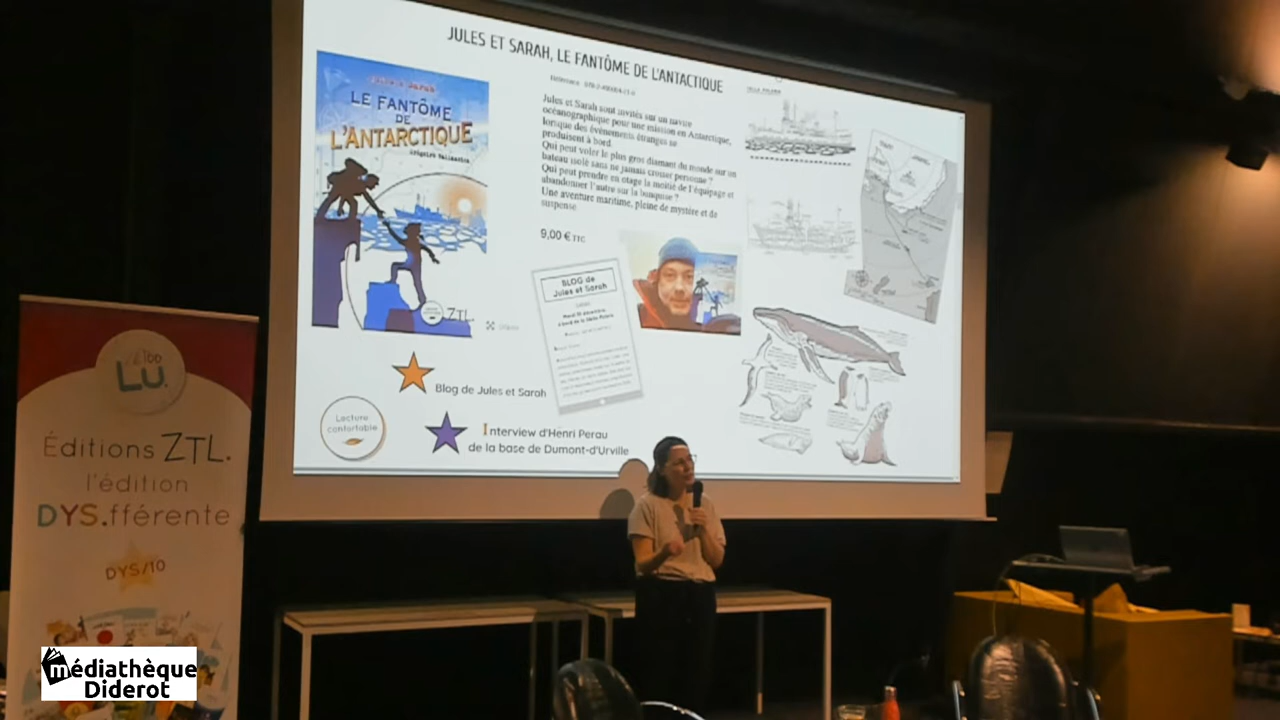 JULES ET SARAH, LE FANTÔME DE L'ANTACTIQUE
LE FANTÔME
DE
L'ANTARCTIQUE
ZTL.
Jules et Sarah sont invités sur un navire
océanographique pour une mission en Antarctique,
lorsque des événements étranges se
produisent à bord.
Qui peut voler le plus gros diamant du monde sur un
bateau isolé sans ne jamais croiser personne ?
Qui peut prendre en otage la moitié de l'équipage et
abandonner l'autre sur la banquise ?
Une aventure maritime, pleine de mystère et de
suspense.
9,00 € TTC
BLOG de
Jules et Sarah
Blog de Jules et Sarah
Lecture
confortable
Interview d'Henri Perau
de la base de Dumont-d'Urville
LU.
Éditions ZTL.
l'édition
DYS.fférente
DYS/10
médiathèque
Diderot